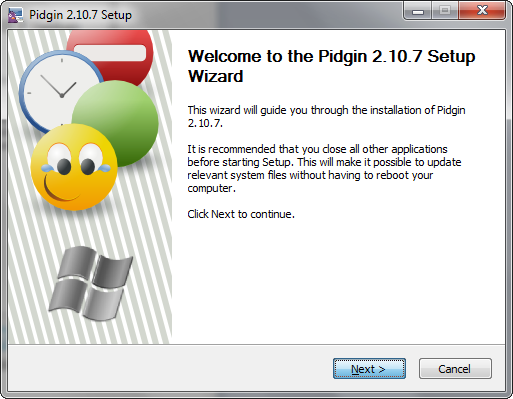 Pidgin 2.10.7 Setup
Welcome to the Pidgin 2.10.7 Setup
Wizard
This wizard will guide you through the installation of Pidgin
2.10.7.
It is recommended that you close all other applications
before starting Setup. This will make it possible to update
relevant system files without having to reboot your
computer.
Click Next to continue.
Next >
Cancel